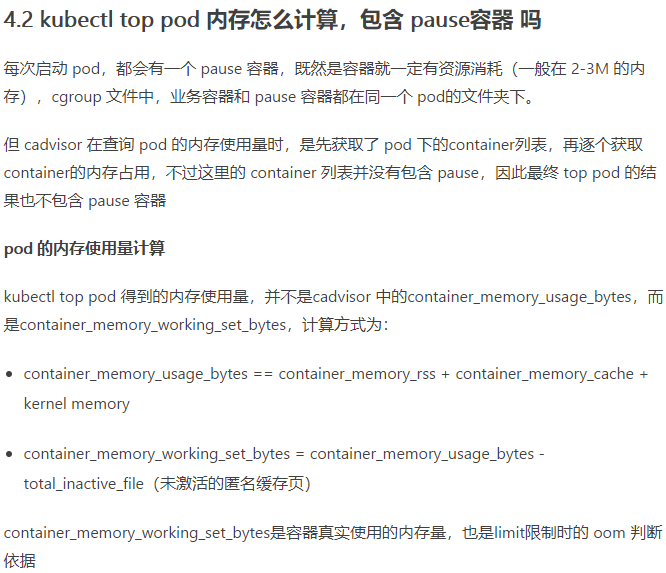 4.2 kubectl top pod 内存怎么计算，包含 pause容器 吗
每次启动 pod，都会有一个 pause 容器，既然是容器就一定有资源消耗（一般在 2-3M 的内
存），cgroup 文件中，业务容器和 pause 容器都在同一个 pod的文件夹下。
但 cadvisor 在查询 pod 的内存使用量时，是先获取了 pod 下的container列表，再逐个获取
container的内存占用，不过这里的 container 列表并没有包含 pause，因此最终 top pod 的结
果也不包含 pause 容器
pod 的内存使用量计算
kubectl top pod 得到的内存使用量，并不是cadvisor 中的container_memory_usage_bytes，而
是container_memory_working_set_bytes，计算方式为：
• container_memory_usage_bytes == container_memory_rss + container_memory_cache +
kernel memory
• container_memory_working_set_bytes = container_memory_usage_bytes -
total_inactive_file（未激活的匿名缓存页）
container_memory_working_set_bytes是容器真实使用的内存量，也是limit限制时的 oom 判断
依据